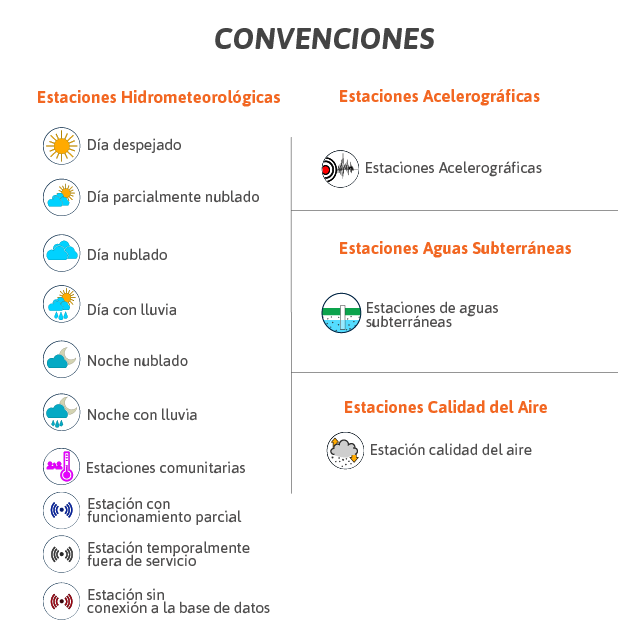 CONVENCIONES
Estaciones Hidrometeorológicas
Día despejado
Día parcialmente nublado
Día nublado
Día con lluvia
Noche nublado
Noche con lluvia
Estaciones comunitarias
Estación con
funcionamiento parcial
Estación temporalmente
fuera de servicio
Estación sin
conexión a la base de datos
Estaciones Acelerográficas
Estaciones Acelerográficas
Estaciones Aguas Subterráneas
Estaciones de aguas
subterráneas
Estaciones Calidad del Aire
Estación calidad del aire